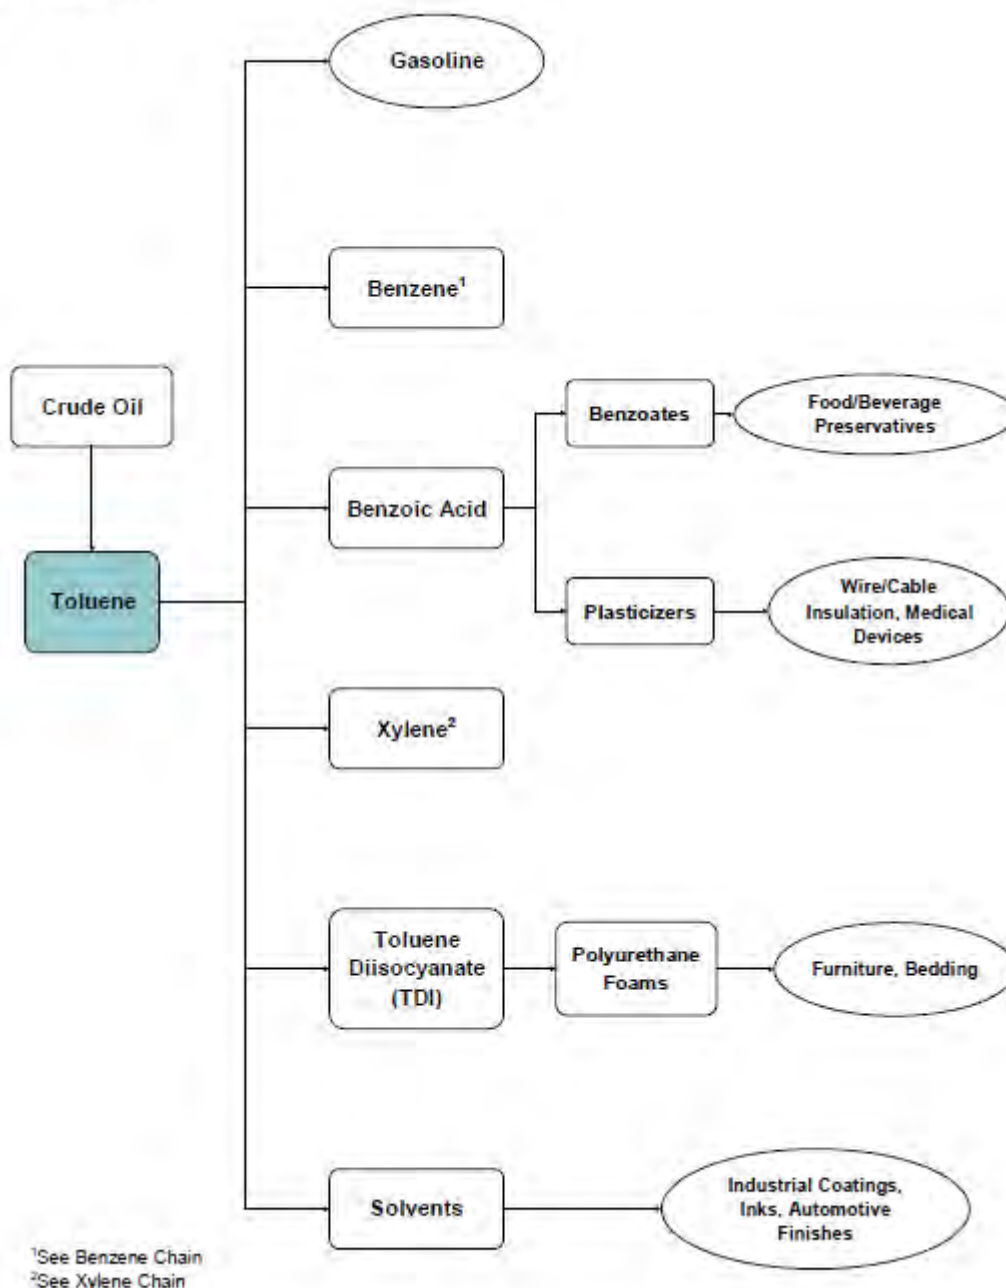 Gasoline
Benzene¹
Crude Oil
Benzoates
Food/Beverage
Preservatives
Benzoic Acid
Toluene
Plasticizers
Wire/Cable
Insulation, Medical
Devices
Xylene²
Toluene
Diisocyanate
(TDI)
Polyurethane
Foams
Furniture, Bedding
Solvents
Industrial Coatings,
Inks, Automotive
Finishes
¹See Benzene Chain
²See Xylene Chain